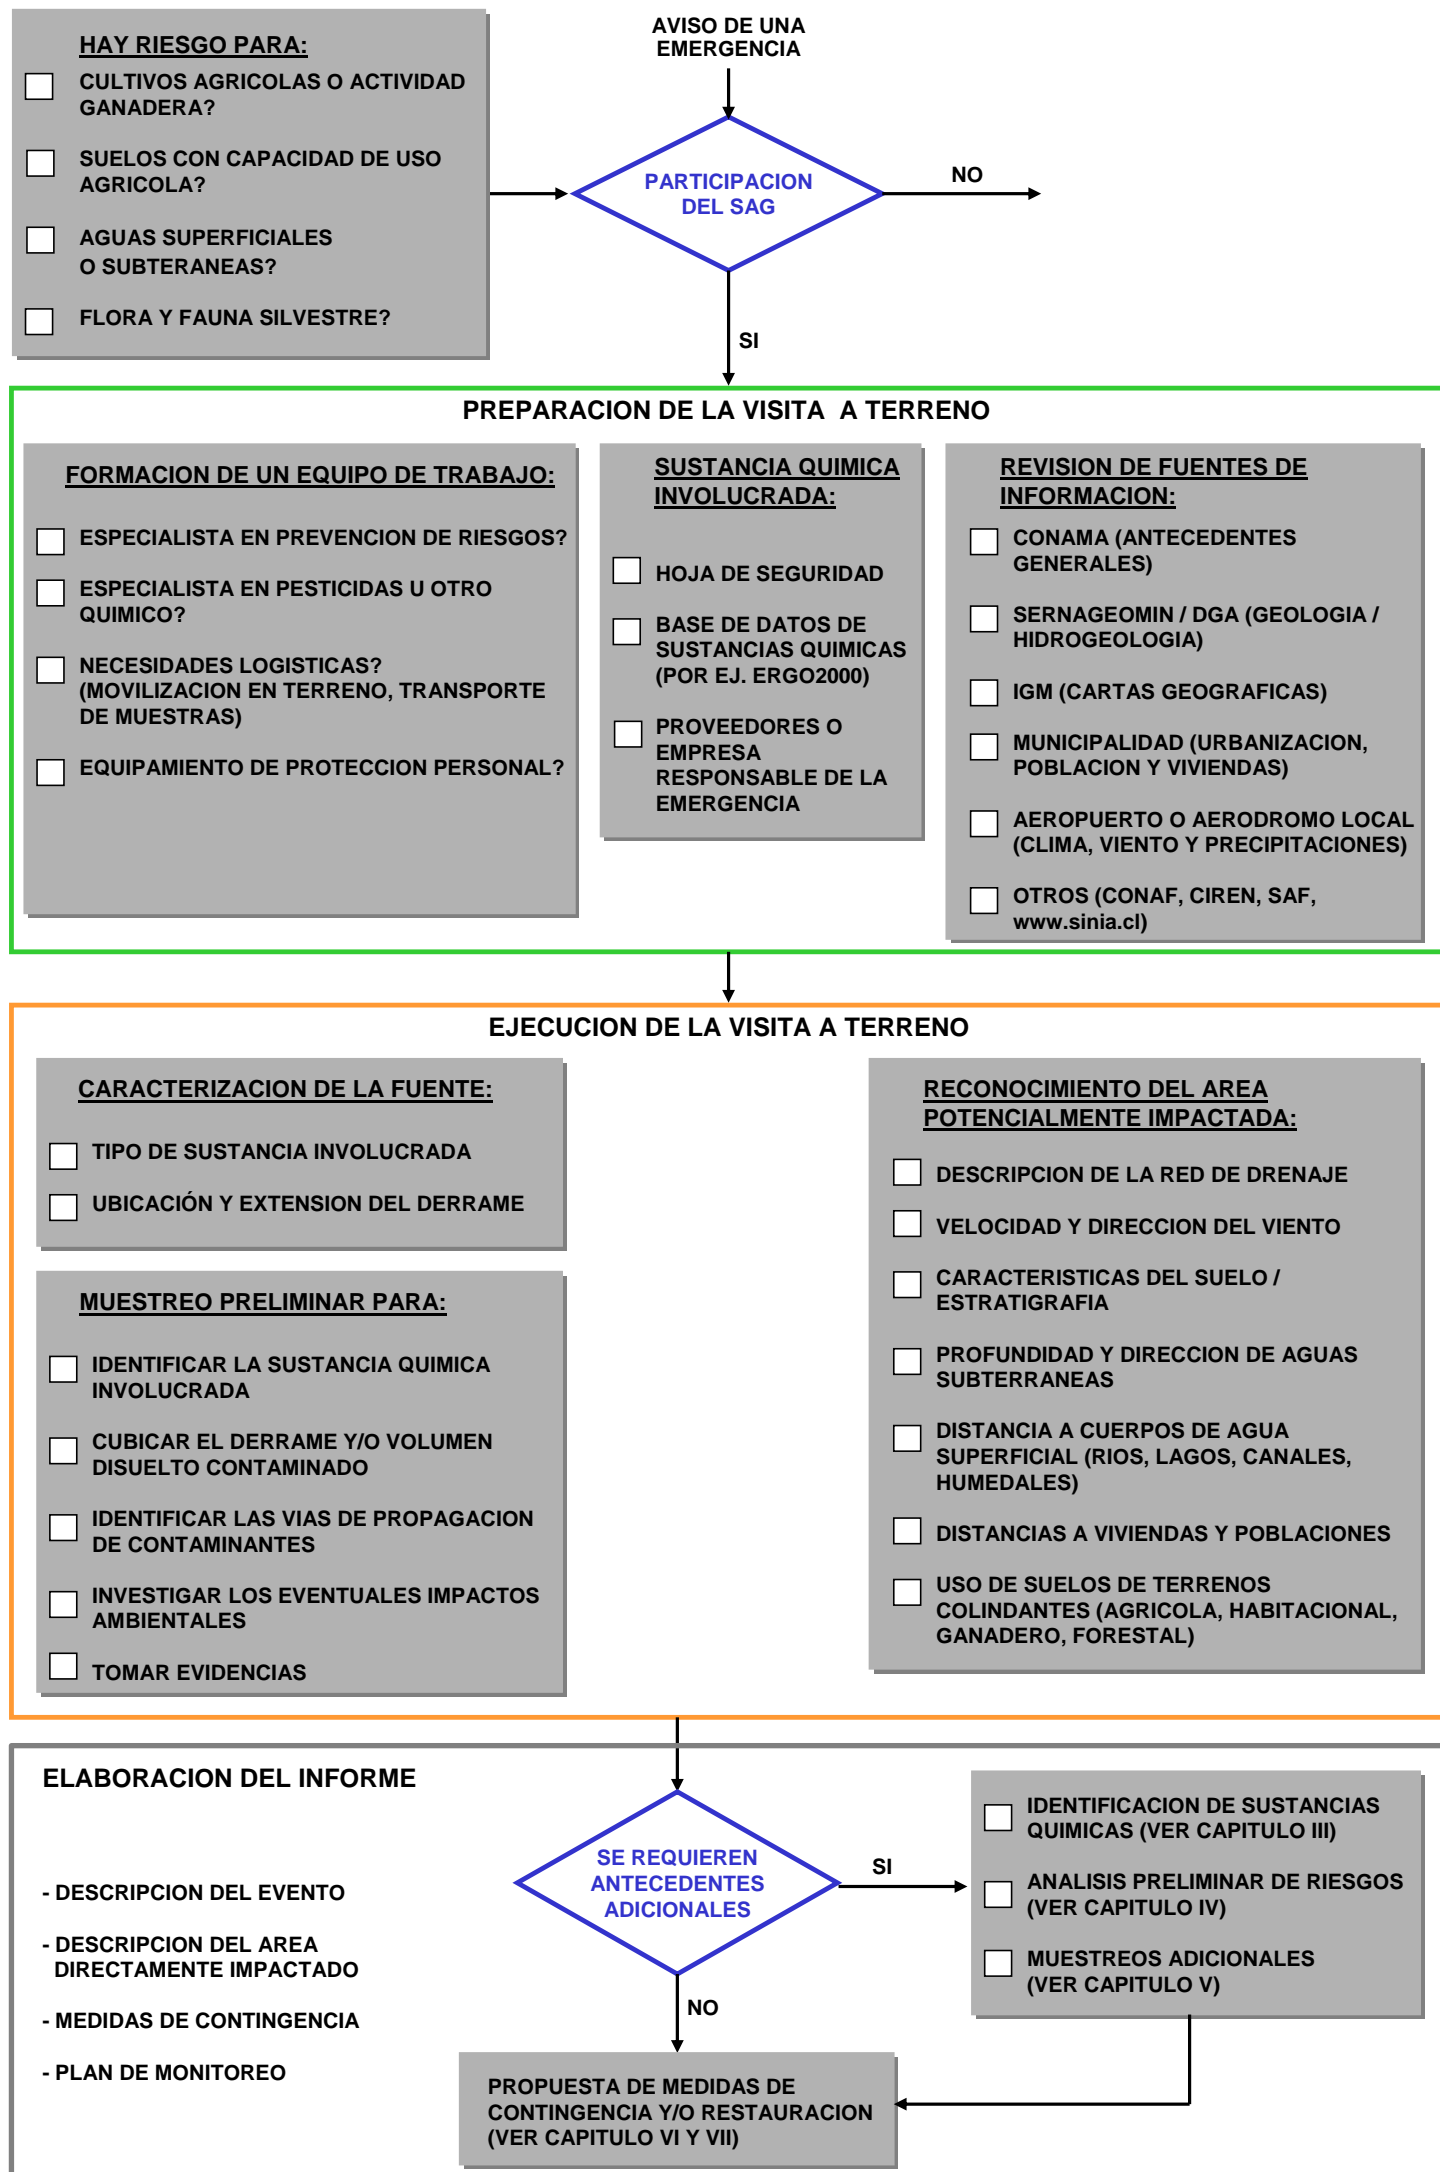 AVISO DE UNA
EMERGENCIA
HAY RIESGO PARA:
CULTIVOS AGRICOLAS O ACTIVIDAD
GANADERA?
SUELOS CON CAPACIDAD DE USO
AGRICOLA?
AGUAS SUPERFICIALES
O SUBTERANEAS?
FLORA Y FAUNA SILVESTRE?
PARTICIPACION
DEL SAG
NO
SI
PREPARACION DE LA VISITA A TERRENO
FORMACION DE UN EQUIPO DE TRABAJO:
ESPECIALISTA EN PREVENCION DE RIESGOS?
ESPECIALISTA EN PESTICIDAS U OTRO
QUIMICO?
NECESIDADES LOGISTICAS?
(MOVILIZACION EN TERRENO, TRANSPORTE
DE MUESTRAS)
EQUIPAMIENTO DE PROTECCION PERSONAL?
SUSTANCIA QUIMICA
INVOLUCRADA:
HOJA DE SEGURIDAD
BASE DE DATOS DE
SUSTANCIAS QUIMICAS
(POR EJ. ERGO2000)
PROVEEDORES O
EMPRESA
RESPONSABLE DE LA
EMERGENCIA
REVISION DE FUENTES DE
INFORMACION:
CONAMA (ANTECEDENTES
GENERALES)
SERNAGEOMIN / DGA (GEOLOGIA /
HIDROGEOLOGIA)
IGM (CARTAS GEOGRAFICAS)
MUNICIPALIDAD (URBANIZACION,
POBLACION Y VIVIENDAS)
AEROPUERTO O AERODROMO LOCAL
(CLIMA, VIENTO Y PRECIPITACIONES)
OTROS (CONAF, CIREN, SAF,
www.sinia.cl)
EJECUCION DE LA VISITA A TERRENO
CARACTERIZACION DE LA FUENTE:
TIPO DE SUSTANCIA INVOLUCRADA
UBICACIÓN Y EXTENSION DEL DERRAME
MUESTREO PRELIMINAR PARA:
IDENTIFICAR LA SUSTANCIA QUIMICA
INVOLUCRADA
CUBICAR EL DERRAME Y/O VOLUMEN
DISUELTO CONTAMINADO
IDENTIFICAR LAS VIAS DE PROPAGACION
DE CONTAMINANTES
INVESTIGAR LOS EVENTUALES IMPACTOS
AMBIENTALES
TOMAR EVIDENCIAS
RECONOCIMIENTO DEL AREA
POTENCIALMENTE IMPACTADA:
DESCRIPCION DE LA RED DE DRENAJE
VELOCIDAD Y DIRECCION DEL VIENTO
CARACTERISTICAS DEL SUELO /
ESTRATIGRAFIA
PROFUNDIDAD Y DIRECCION DE AGUAS
SUBTERRANEAS
DISTANCIA A CUERPOS DE AGUA
SUPERFICIAL (RIOS, LAGOS, CANALES,
HUMEDALES)
DISTANCIAS A VIVIENDAS Y POBLACIONES
USO DE SUELOS DE TERRENOS
COLINDANTES (AGRICOLA, HABITACIONAL,
GANADERO, FORESTAL)
ELABORACION DEL INFORME
- DESCRIPCION DEL EVENTO
- DESCRIPCION DEL AREA
DIRECTAMENTE IMPACTADO
- MEDIDAS DE CONTINGENCIA
- PLAN DE MONITOREO
SE REQUIEREN
ANTECEDENTES
ADICIONALES
SI
NO
IDENTIFICACION DE SUSTANCIAS
QUIMICAS (VER CAPITULO III)
ANALISIS PRELIMINAR DE RIESGOS
(VER CAPITULO IV)
MUESTREOS ADICIONALES
(VER CAPITULO V)
PROPUESTA DE MEDIDAS DE
CONTINGENCIA Y/O RESTAURACION
(VER CAPITULO VI Y VII)